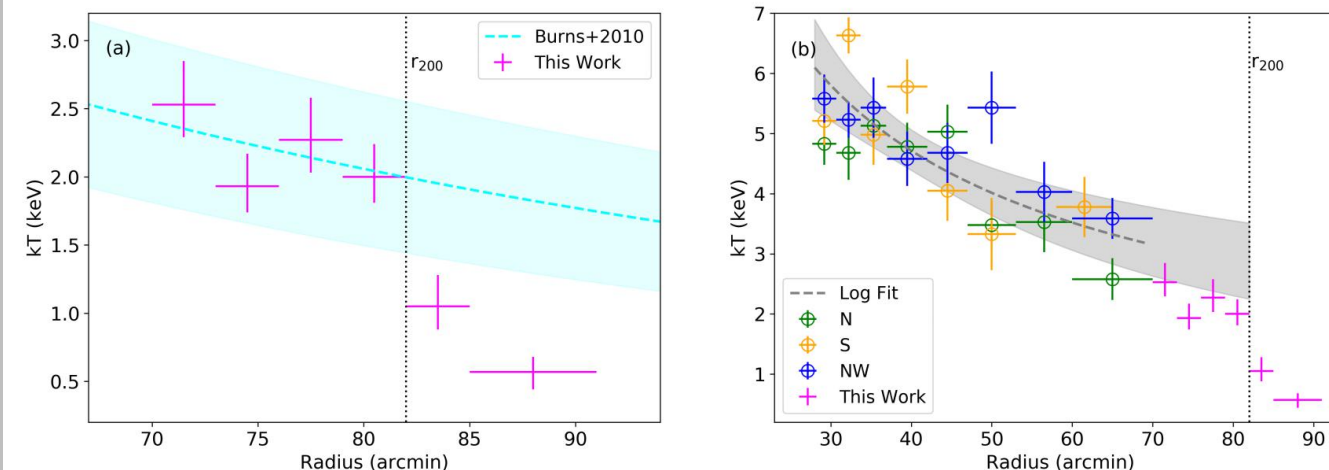 (a)
Burns+2010
This Work
r200
3.0
2.5
2.0
1.5
1.0
0.5
kT (keV)
70 75 80 85 90
Radius (arcmin)
(b)
r200
7
6
5
4
3
2
1
kT (keV)
Log Fit
N
S
NW
This Work
30 40 50 60 70 80 90
Radius (arcmin)